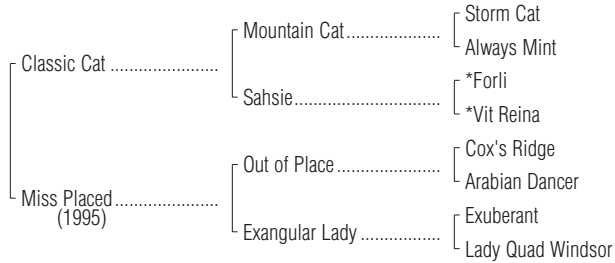 Storm Cat
Mountain Cat
Always Mint
Classic Cat
*Forli
Sahsie
*Vit Reina
Cox's Ridge
Out of Place
Arabian Dancer
Miss Placed
(1995)
Exuberant
Exangular Lady
Lady Quad Windsor